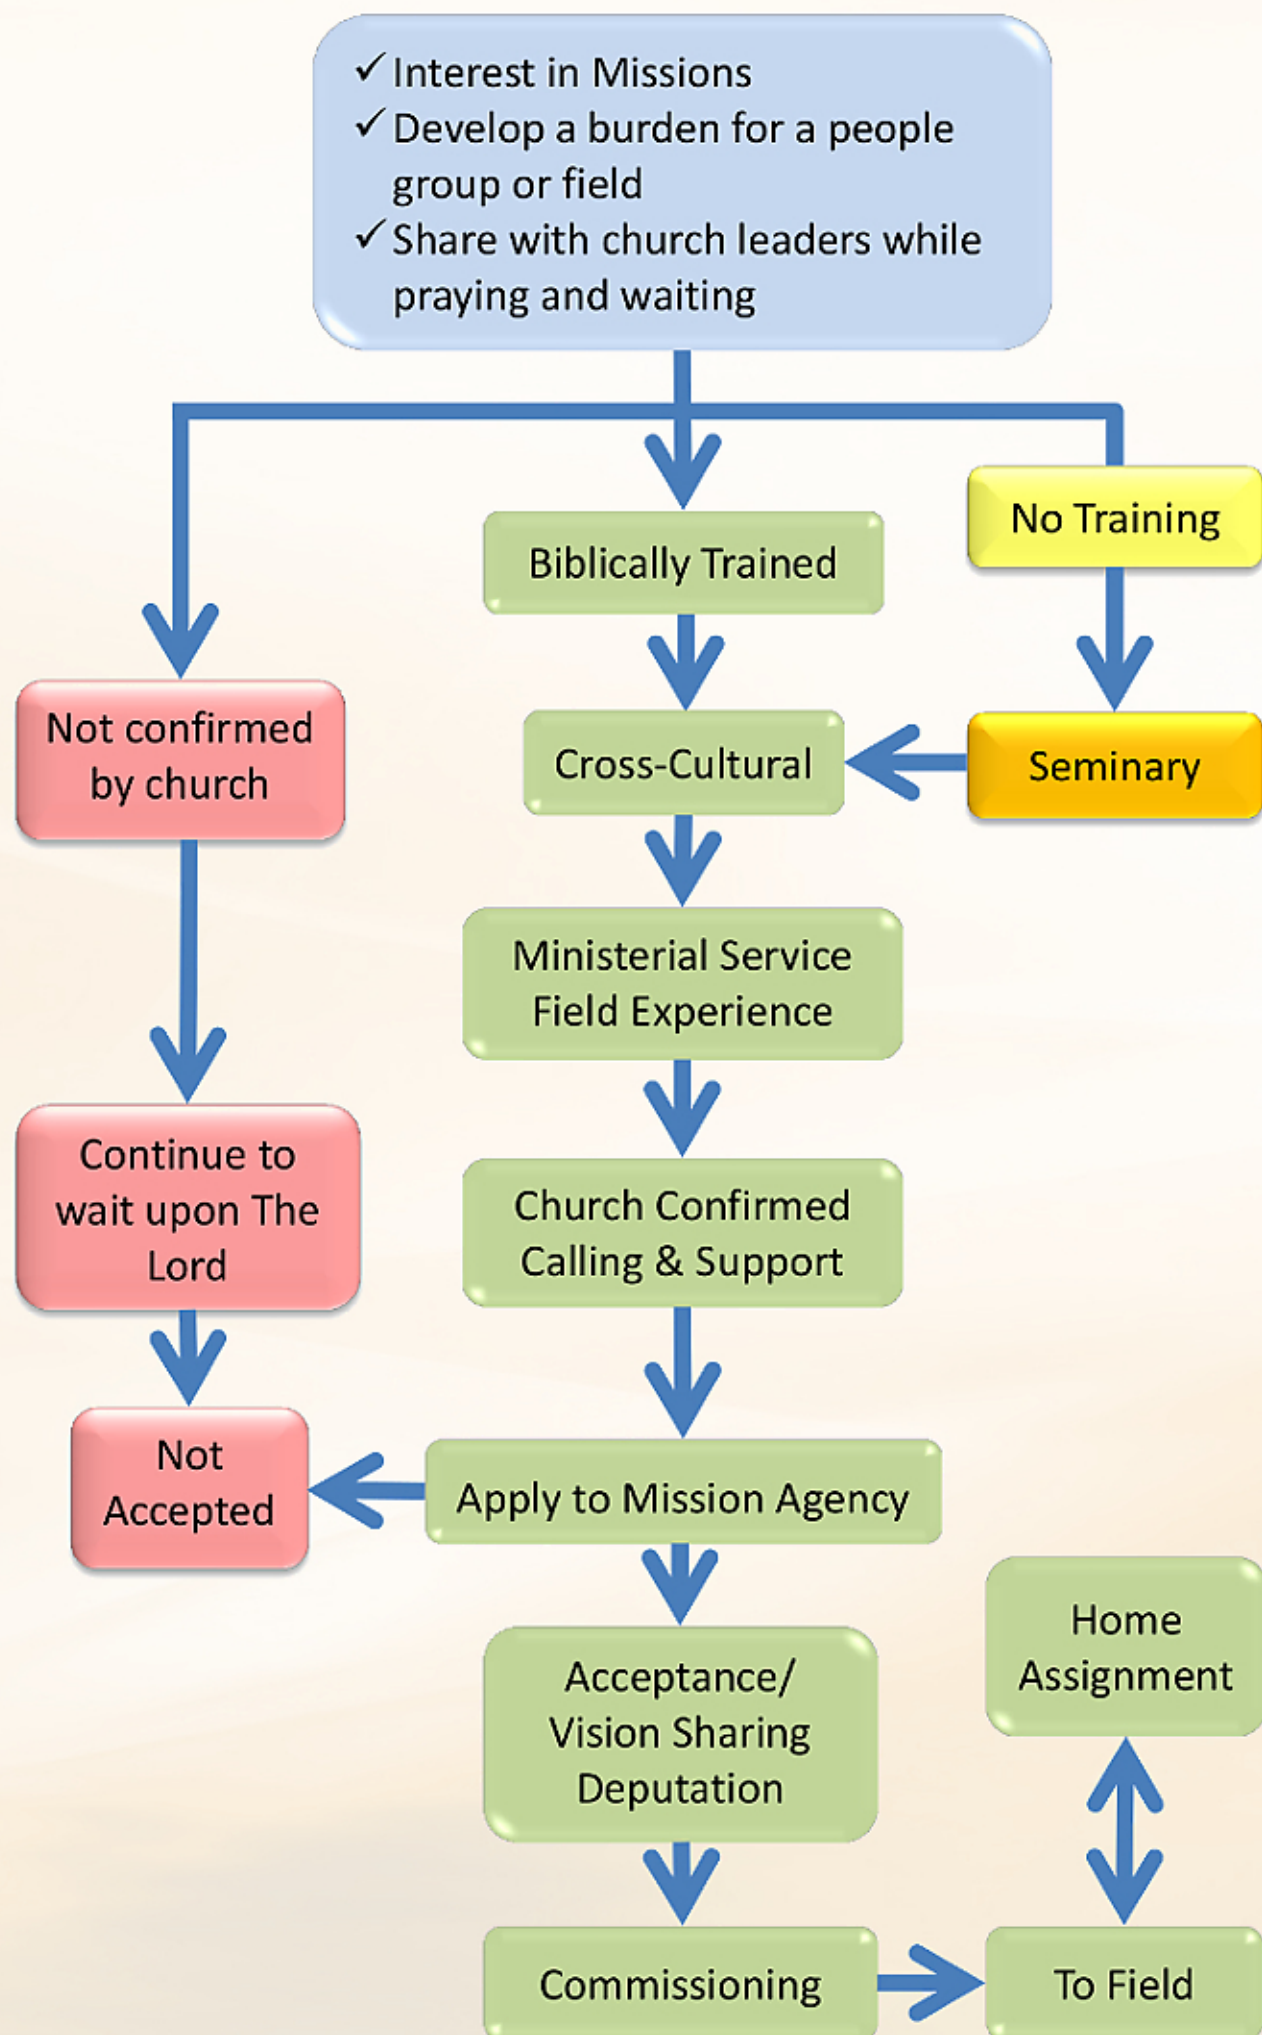 ✓ Interest in Missions
✓ Develop a burden for a people
group or field
✓ Share with church leaders while
praying and waiting
No Training
Biblically Trained
Not confirmed
by church
Cross-Cultural
Seminary
Ministerial Service
Field Experience
Continue to
wait upon The
Lord
Church Confirmed
Calling & Support
Not
Accepted
Apply to Mission Agency
Home
Assignment
Acceptance/
Vision Sharing
Deputation
Commissioning
To Field